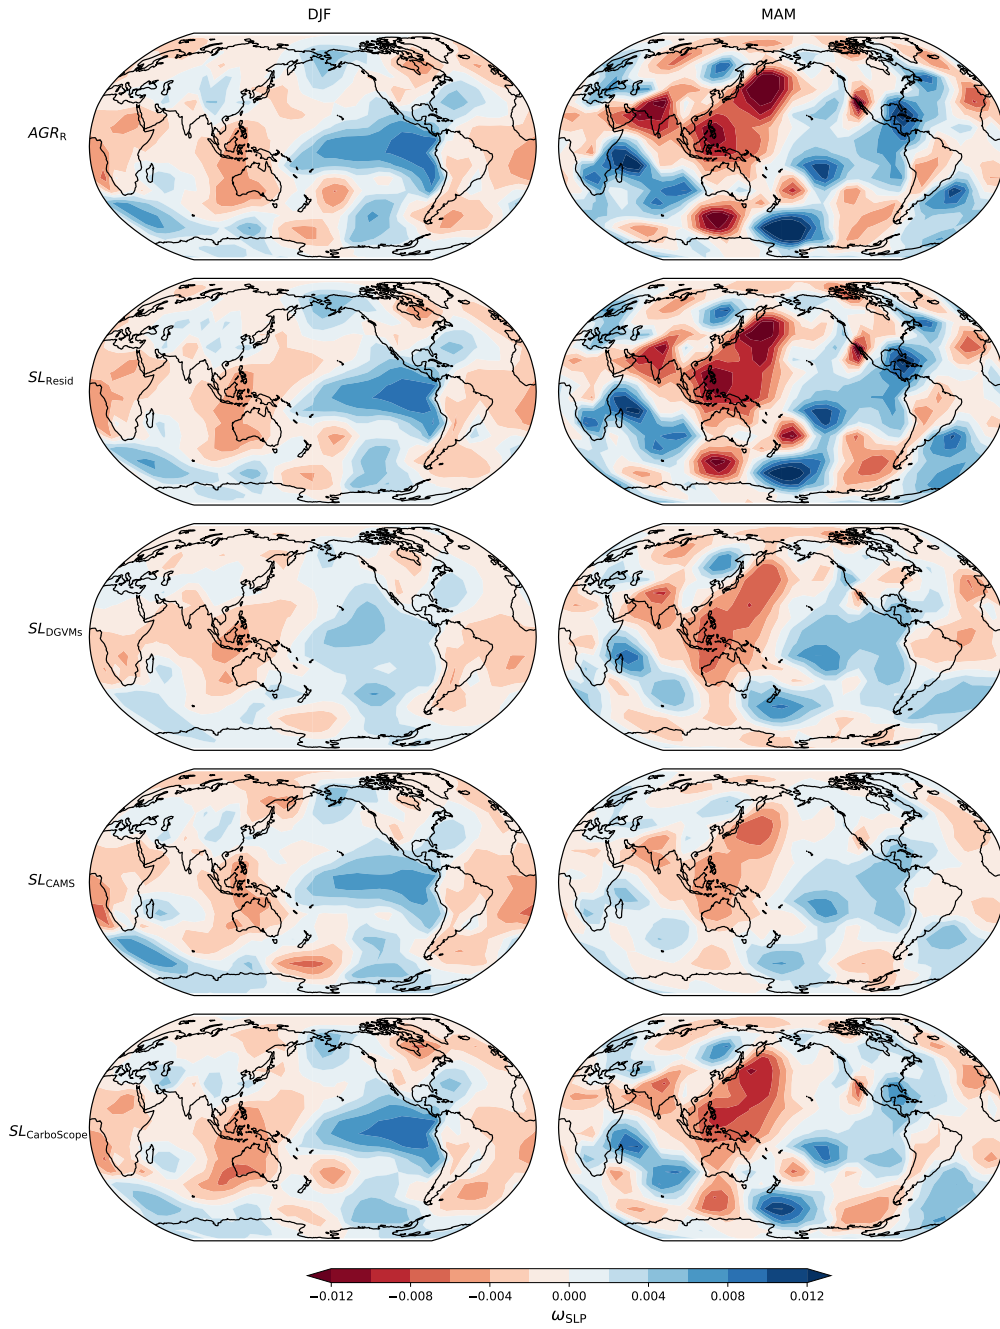 DJF MAM
AGR_R
SL_Resid
SL_DGVMs
SL_CAMS
SL_CarboScope
−0.012 −0.008 −0.004 0.000 0.004 0.008 0.012
ω_SLP